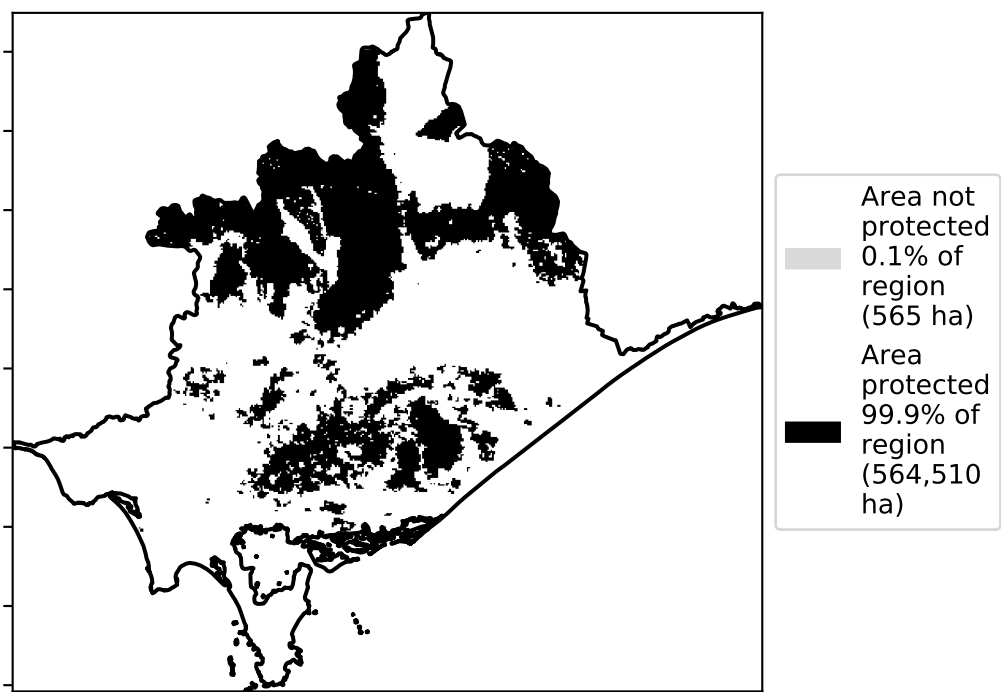 Area not
protected
0.1% of
region
(565 ha)
Area
protected
99.9% of
region
(564,510
ha)